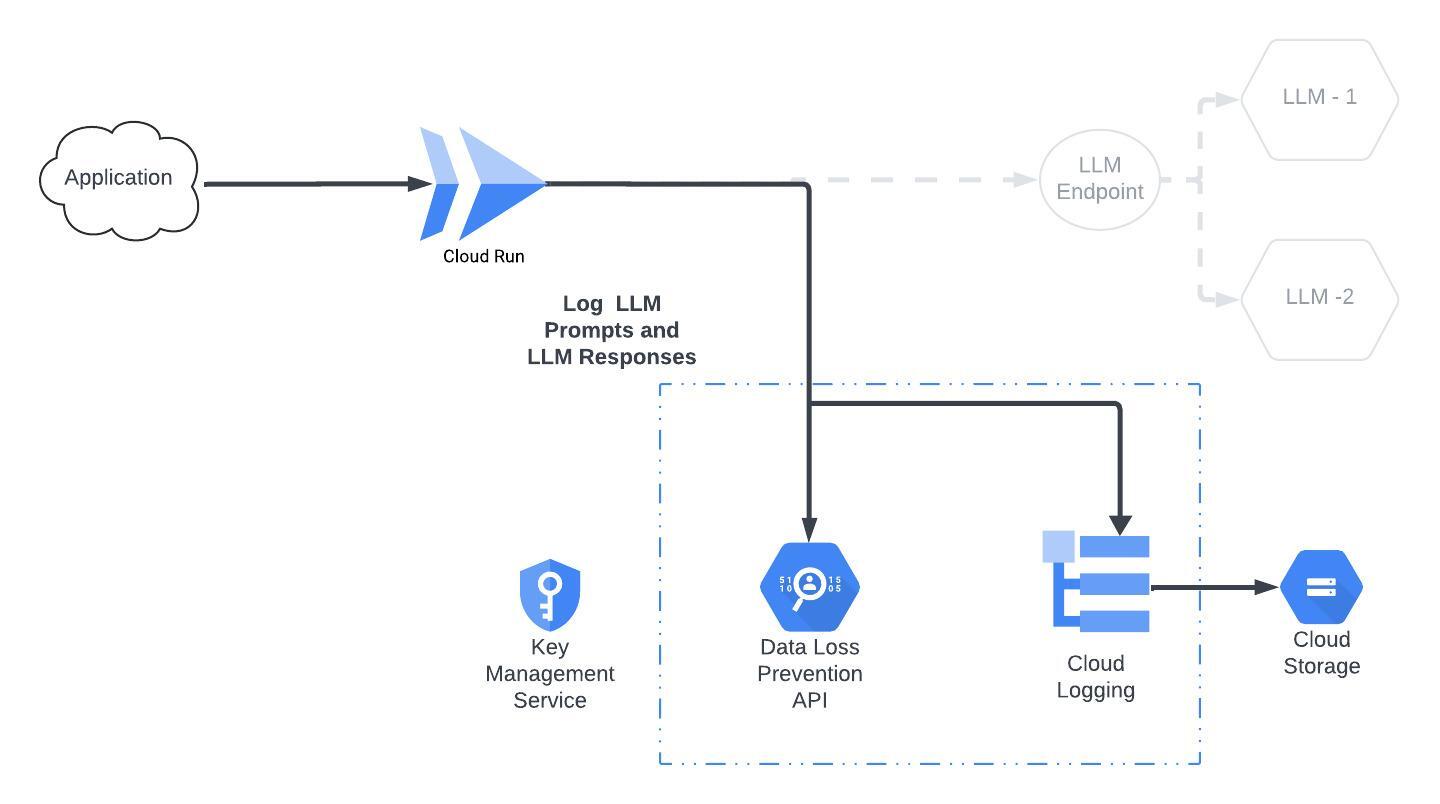 LLM - 1
Application
LLM
Endpoint
Cloud Run
Log LLM
Prompts and
LLM Responses
LLM -2
51 15
10 05
Key
Management
Service
Data Loss
Prevention
API
Cloud
Logging
Cloud
Storage